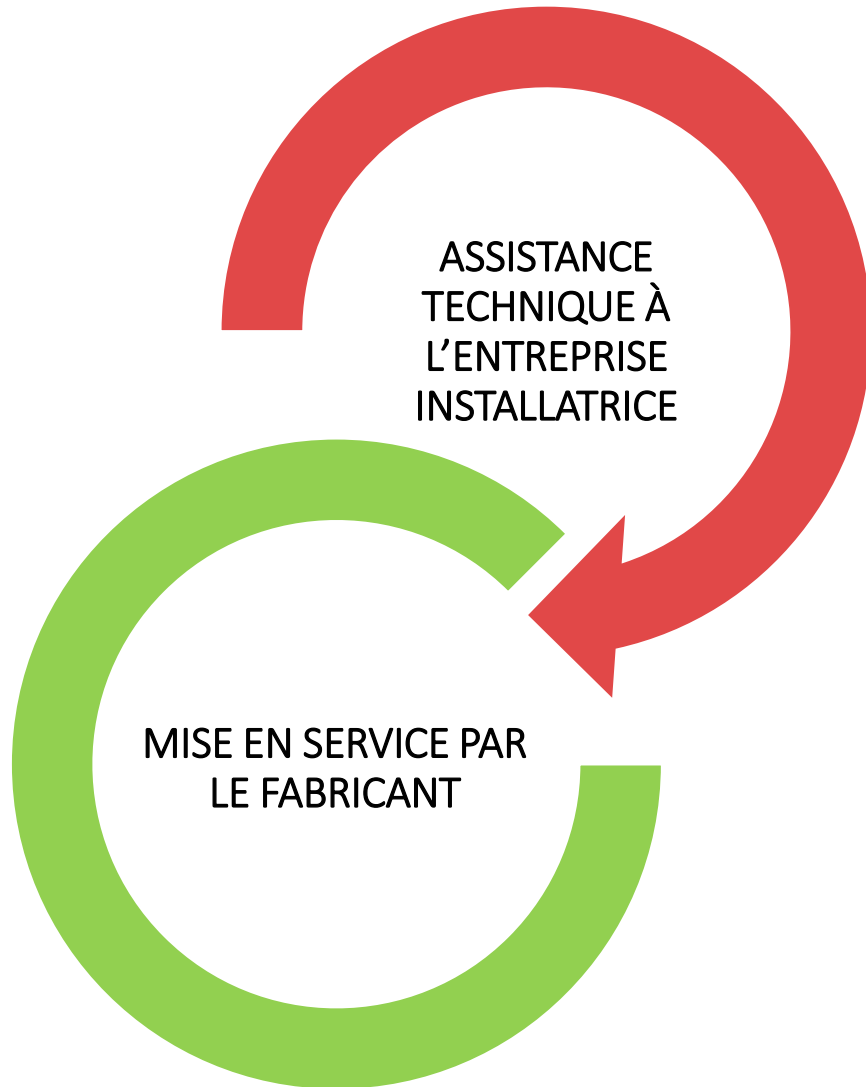 ASSISTANCE
TECHNIQUE À
L’ENTREPRISE
INSTALLATRICE
MISE EN SERVICE PAR
LE FABRICANT